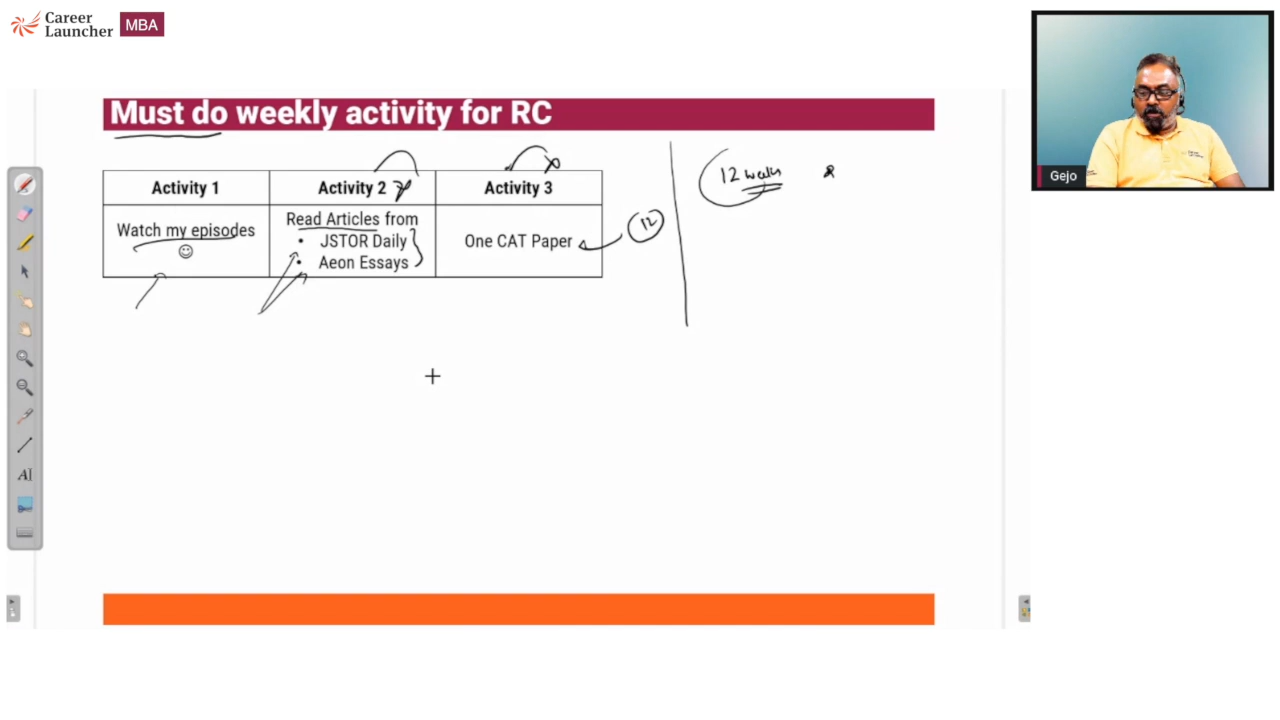 Career
Launcher
MBA
Must do weekly activity for RC
Activity 1
Activity 2
Activity 3
Watch my episodes
Read Articles from
• JSTOR Daily
• Aeon Essays
One CAT Paper
12
12 weeks
Gejo
AI